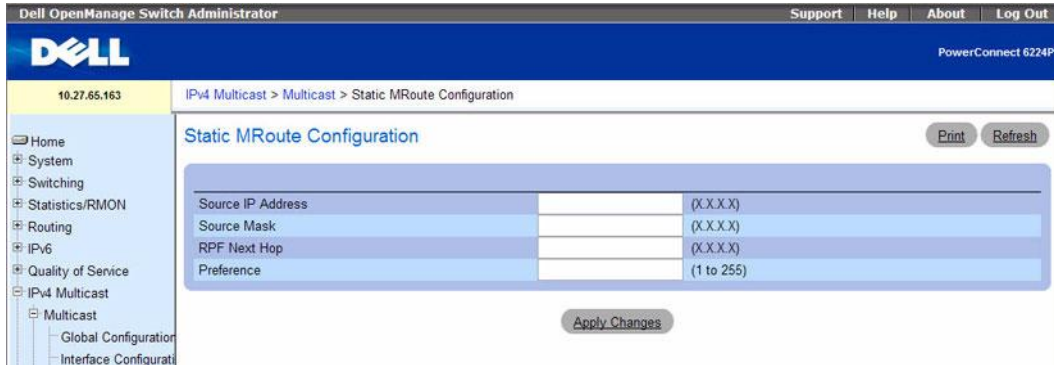 Dell OpenManage Switch Administrator
Support Help About Log Out
DELL
PowerConnect 6224P
10.27.65.163
IPv4 Multicast > Multicast > Static MRoute Configuration
Home
System
Switching
Statistics/RMON
Routing
IPv6
Quality of Service
IPv4 Multicast
Multicast
Global Configuration
Interface Configurati
Static MRoute Configuration
Print Refresh
Source IP Address (X.X.X.X)
Source Mask (X.X.X.X)
RPF Next Hop (X.X.X.X)
Preference (1 to 255)
Apply Changes